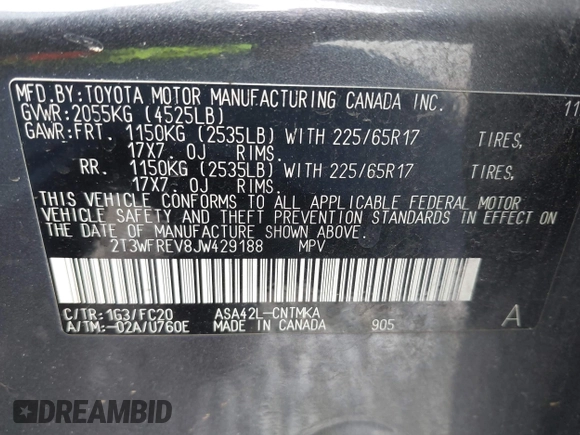 MFD.BY:TOYOTA MOTOR MANUFACTURING CANADA INC. 11
GVWR:2055KG (4525LB)
GAWR:FRT. 1150KG (2535LB) WITH 225/65R17 TIRES,
17X7.0J RIMS.
RR. 1150KG (2535LB) WITH 225/65R17 TIRES,
17X7.0J RIMS.
THIS VEHICLE CONFORMS TO ALL APPLICABLE FEDERAL MOTOR
VEHICLE SAFETY AND THEFT PREVENTION STANDARDS IN EFFECT ON
THE DATE OF MANUFACTURE SHOWN ABOVE.
2T3WFREV8JW429188 MPV
C/TR:1G3/FC20 ASA42L-CNTMKA
A/TM:-02A/U760E MADE IN CANADA 905 A
DREAMBID